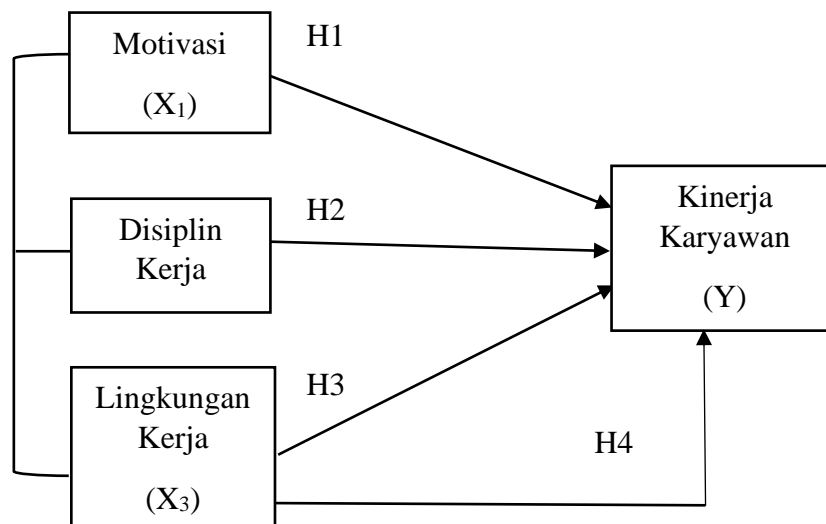 Motivasi
(X₁)
H1
Disiplin
Kerja
H2
Kinerja
Karyawan
(Y)
Lingkungan
Kerja
(X₃)
H3
H4